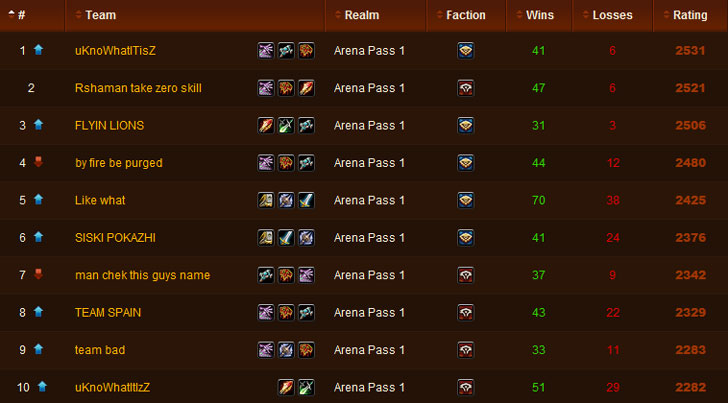 # Team Realm Faction Wins Losses Rating
1 uKnoWhatITisZ Arena Pass 1 41 6 2531
2 Rshaman take zero skill Arena Pass 1 47 6 2521
3 FLYIN LIONS Arena Pass 1 31 3 2506
4 by fire be purged Arena Pass 1 44 12 2480
5 Like what Arena Pass 1 70 38 2425
6 SISKI POKAZHI Arena Pass 1 41 24 2376
7 man chek this guys name Arena Pass 1 37 9 2342
8 TEAM SPAIN Arena Pass 1 43 22 2329
9 team bad Arena Pass 1 33 11 2283
10 uKnoWhatItIzZ Arena Pass 1 51 29 2282